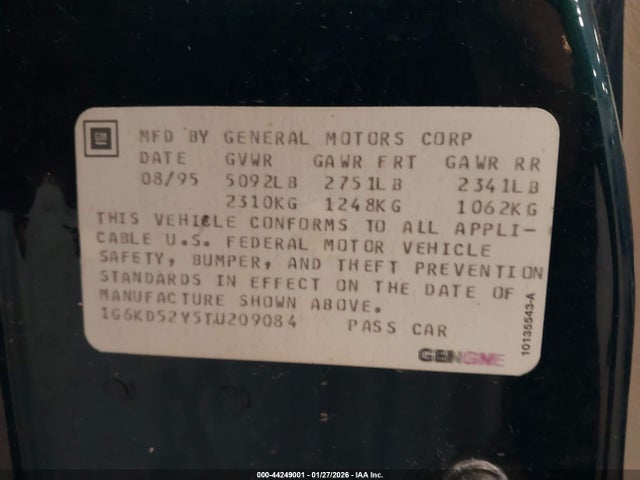 GM
MFD BY GENERAL MOTORS CORP
DATE GVWR GAWR FRT GAWR RR
08/95 5092LB 2751LB 2341LB
2310KG 1248KG 1062KG
THIS VEHICLE CONFORMS TO ALL APPLI-
CABLE U.S. FEDERAL MOTOR VEHICLE
SAFETY, BUMPER, AND THEFT PREVENTION
STANDARDS IN EFFECT ON THE DATE OF
MANUFACTURE SHOWN ABOVE.
1G6KD52Y5TU209084 PASS CAR
10135543-A
000-44249001 - 01/27/2026 - IAA Inc.